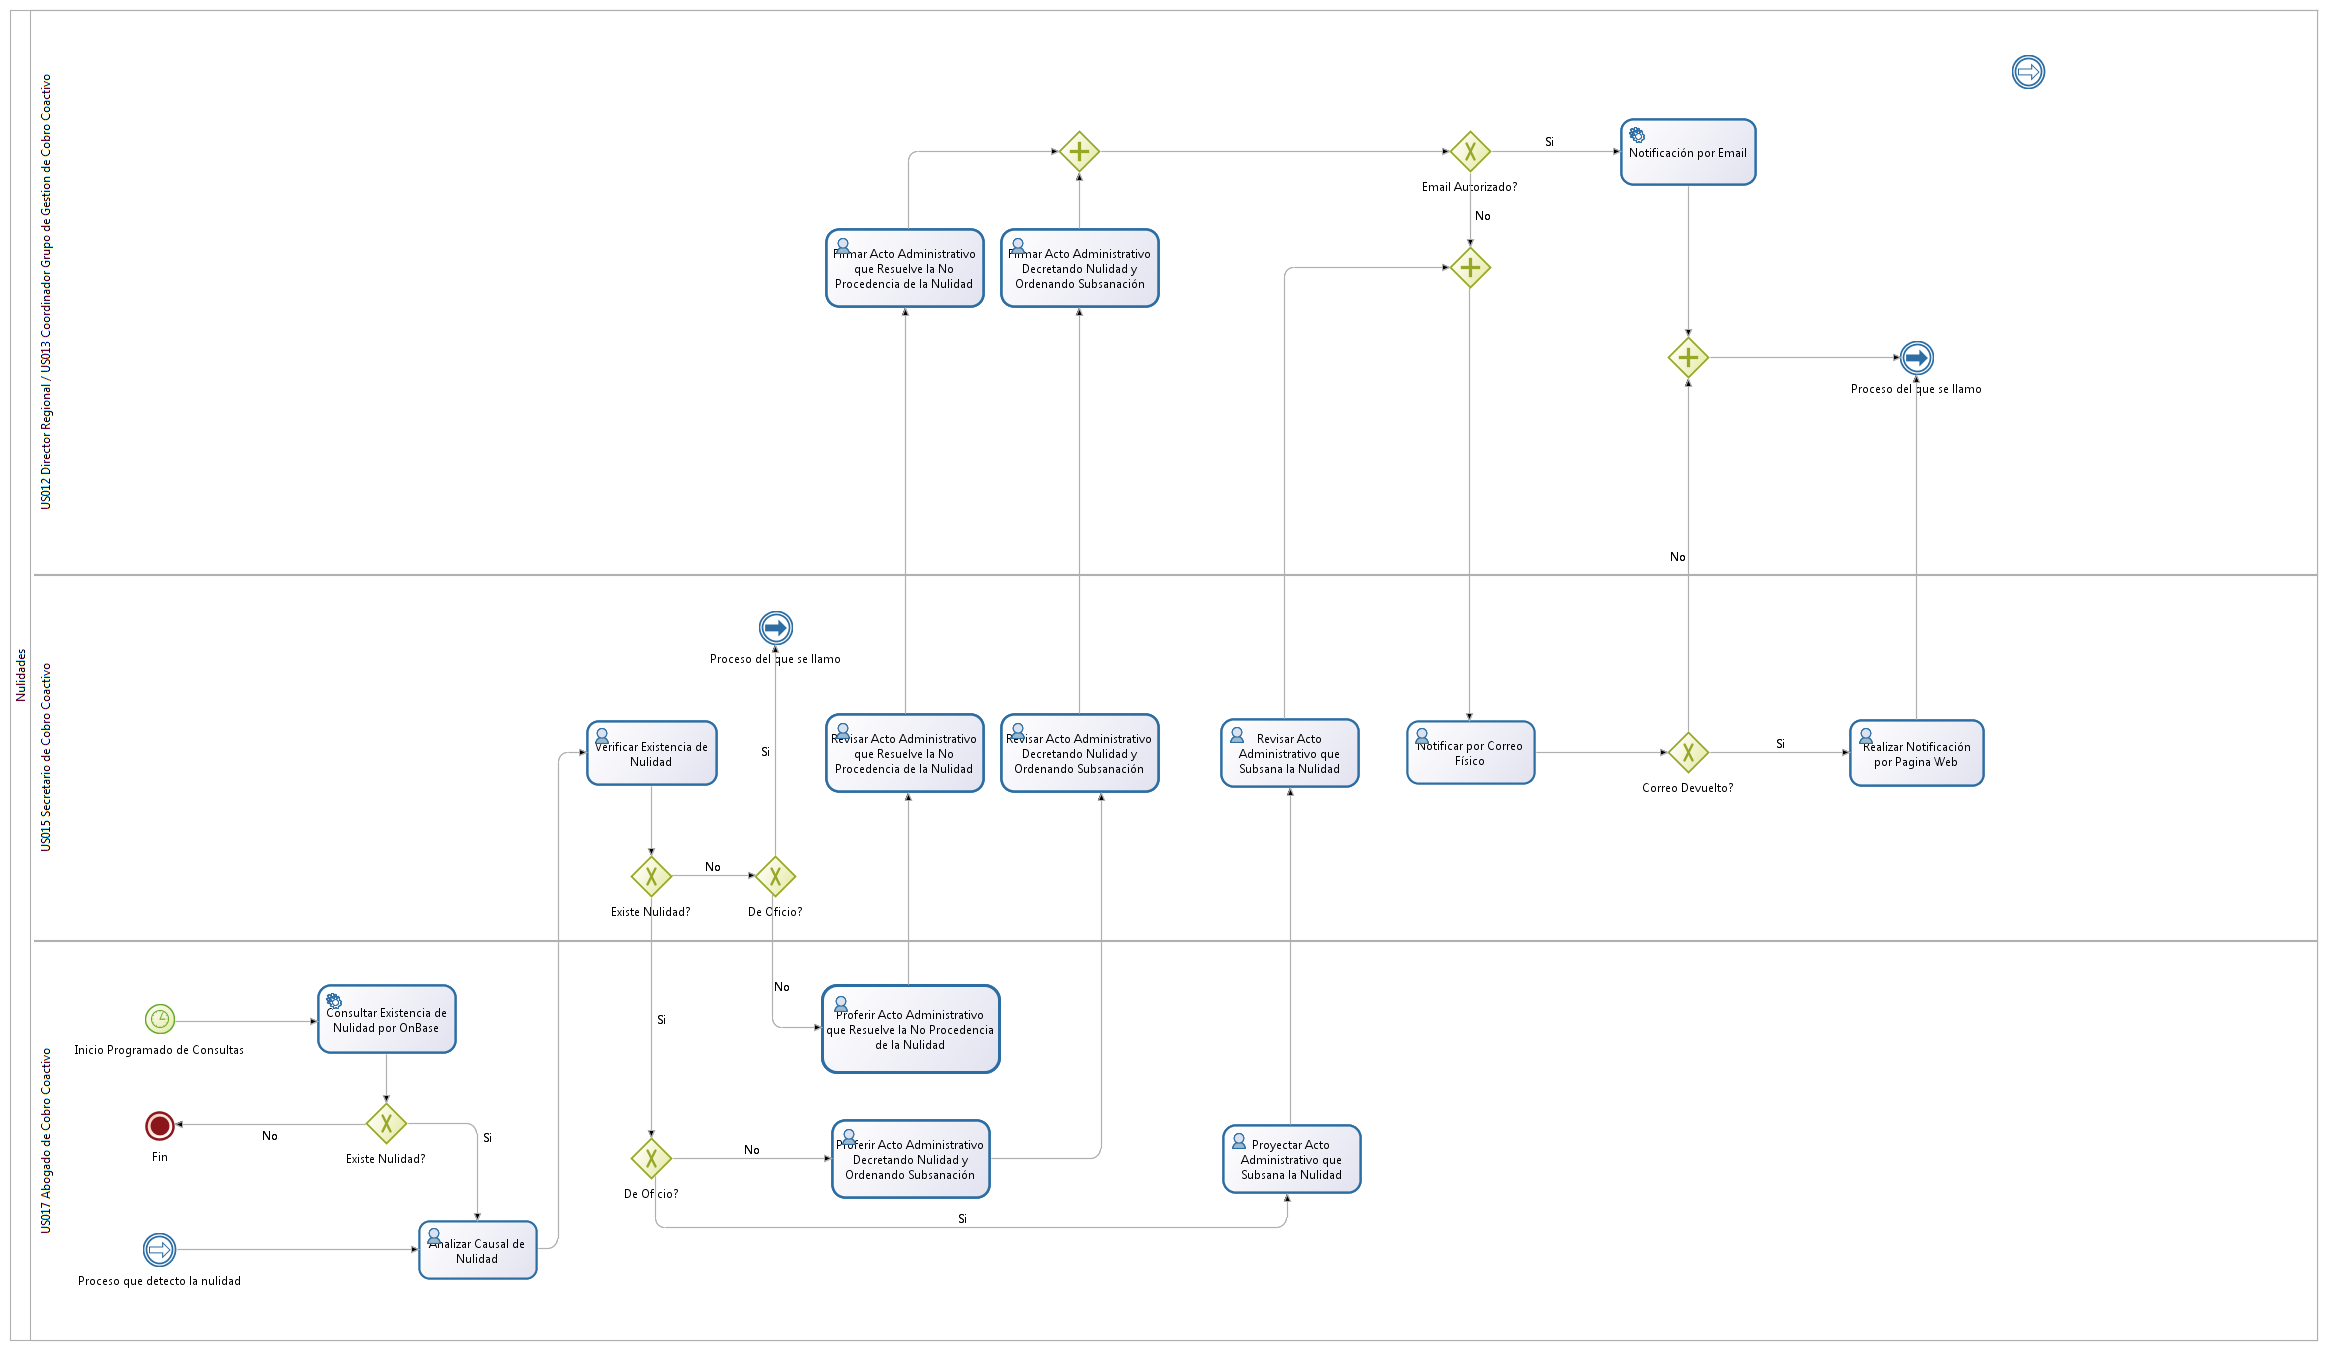 Nulidades
US012 Director Regional / US013 Coordinador Grupo de Gestion de Cobro Coactivo
Si
Notificación por Email
Email Autorizado?
No
Firmar Acto Administrativo
que Resuelve la No
Procedencia de la Nulidad
Firmar Acto Administrativo
Decretando Nulidad y
Ordenando Subsanación
Proceso del que se llamo
No
US015 Secretario de Cobro Coactivo
Proceso del que se llamo
Si
Verificar Existencia de
Nulidad
Revisar Acto Administrativo
que Resuelve la No
Procedencia de la Nulidad
Revisar Acto Administrativo
Decretando Nulidad y
Ordenando Subsanación
Revisar Acto
Administrativo que
Subsana la Nulidad
Notificar por Correo
Fisico
Si
Correo Devuelto?
Realizar Notificación
por Pagina Web
No
Existe Nulidad?
De Oficio?
US017 Abogado de Cobro Coactivo
Inicio Programado de Consultas
Consultar Existencia de
Nulidad por OnBase
No
Si
Proferir Acto Administrativo
que Resuelve la No Procedencia
de la Nulidad
No
Fin
Existe Nulidad?
Si
No
De Oficio?
Proferir Acto Administrativo
Decretando Nulidad y
Ordenando Subsanación
Proyectar Acto
Administrativo que
Subsana la Nulidad
Si
Analizar Causal de
Nulidad
Proceso que detecto la nulidad